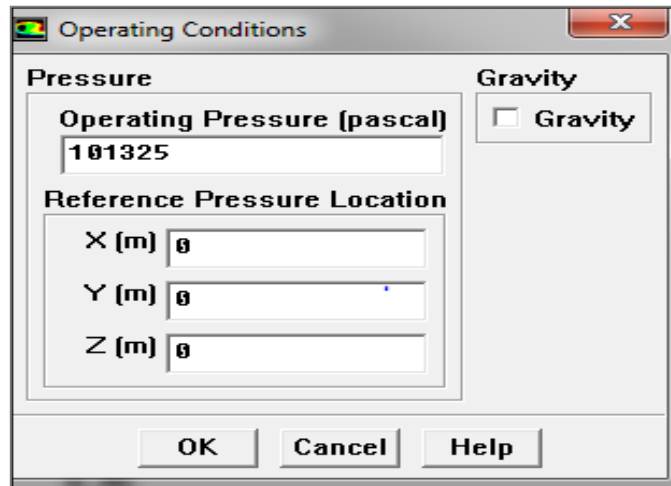 Operating Conditions
Pressure
Operating Pressure (pascal)
101325
Reference Pressure Location
X (m) 0
Y (m) 0
Z (m) 0
Gravity
Gravity
OK Cancel Help